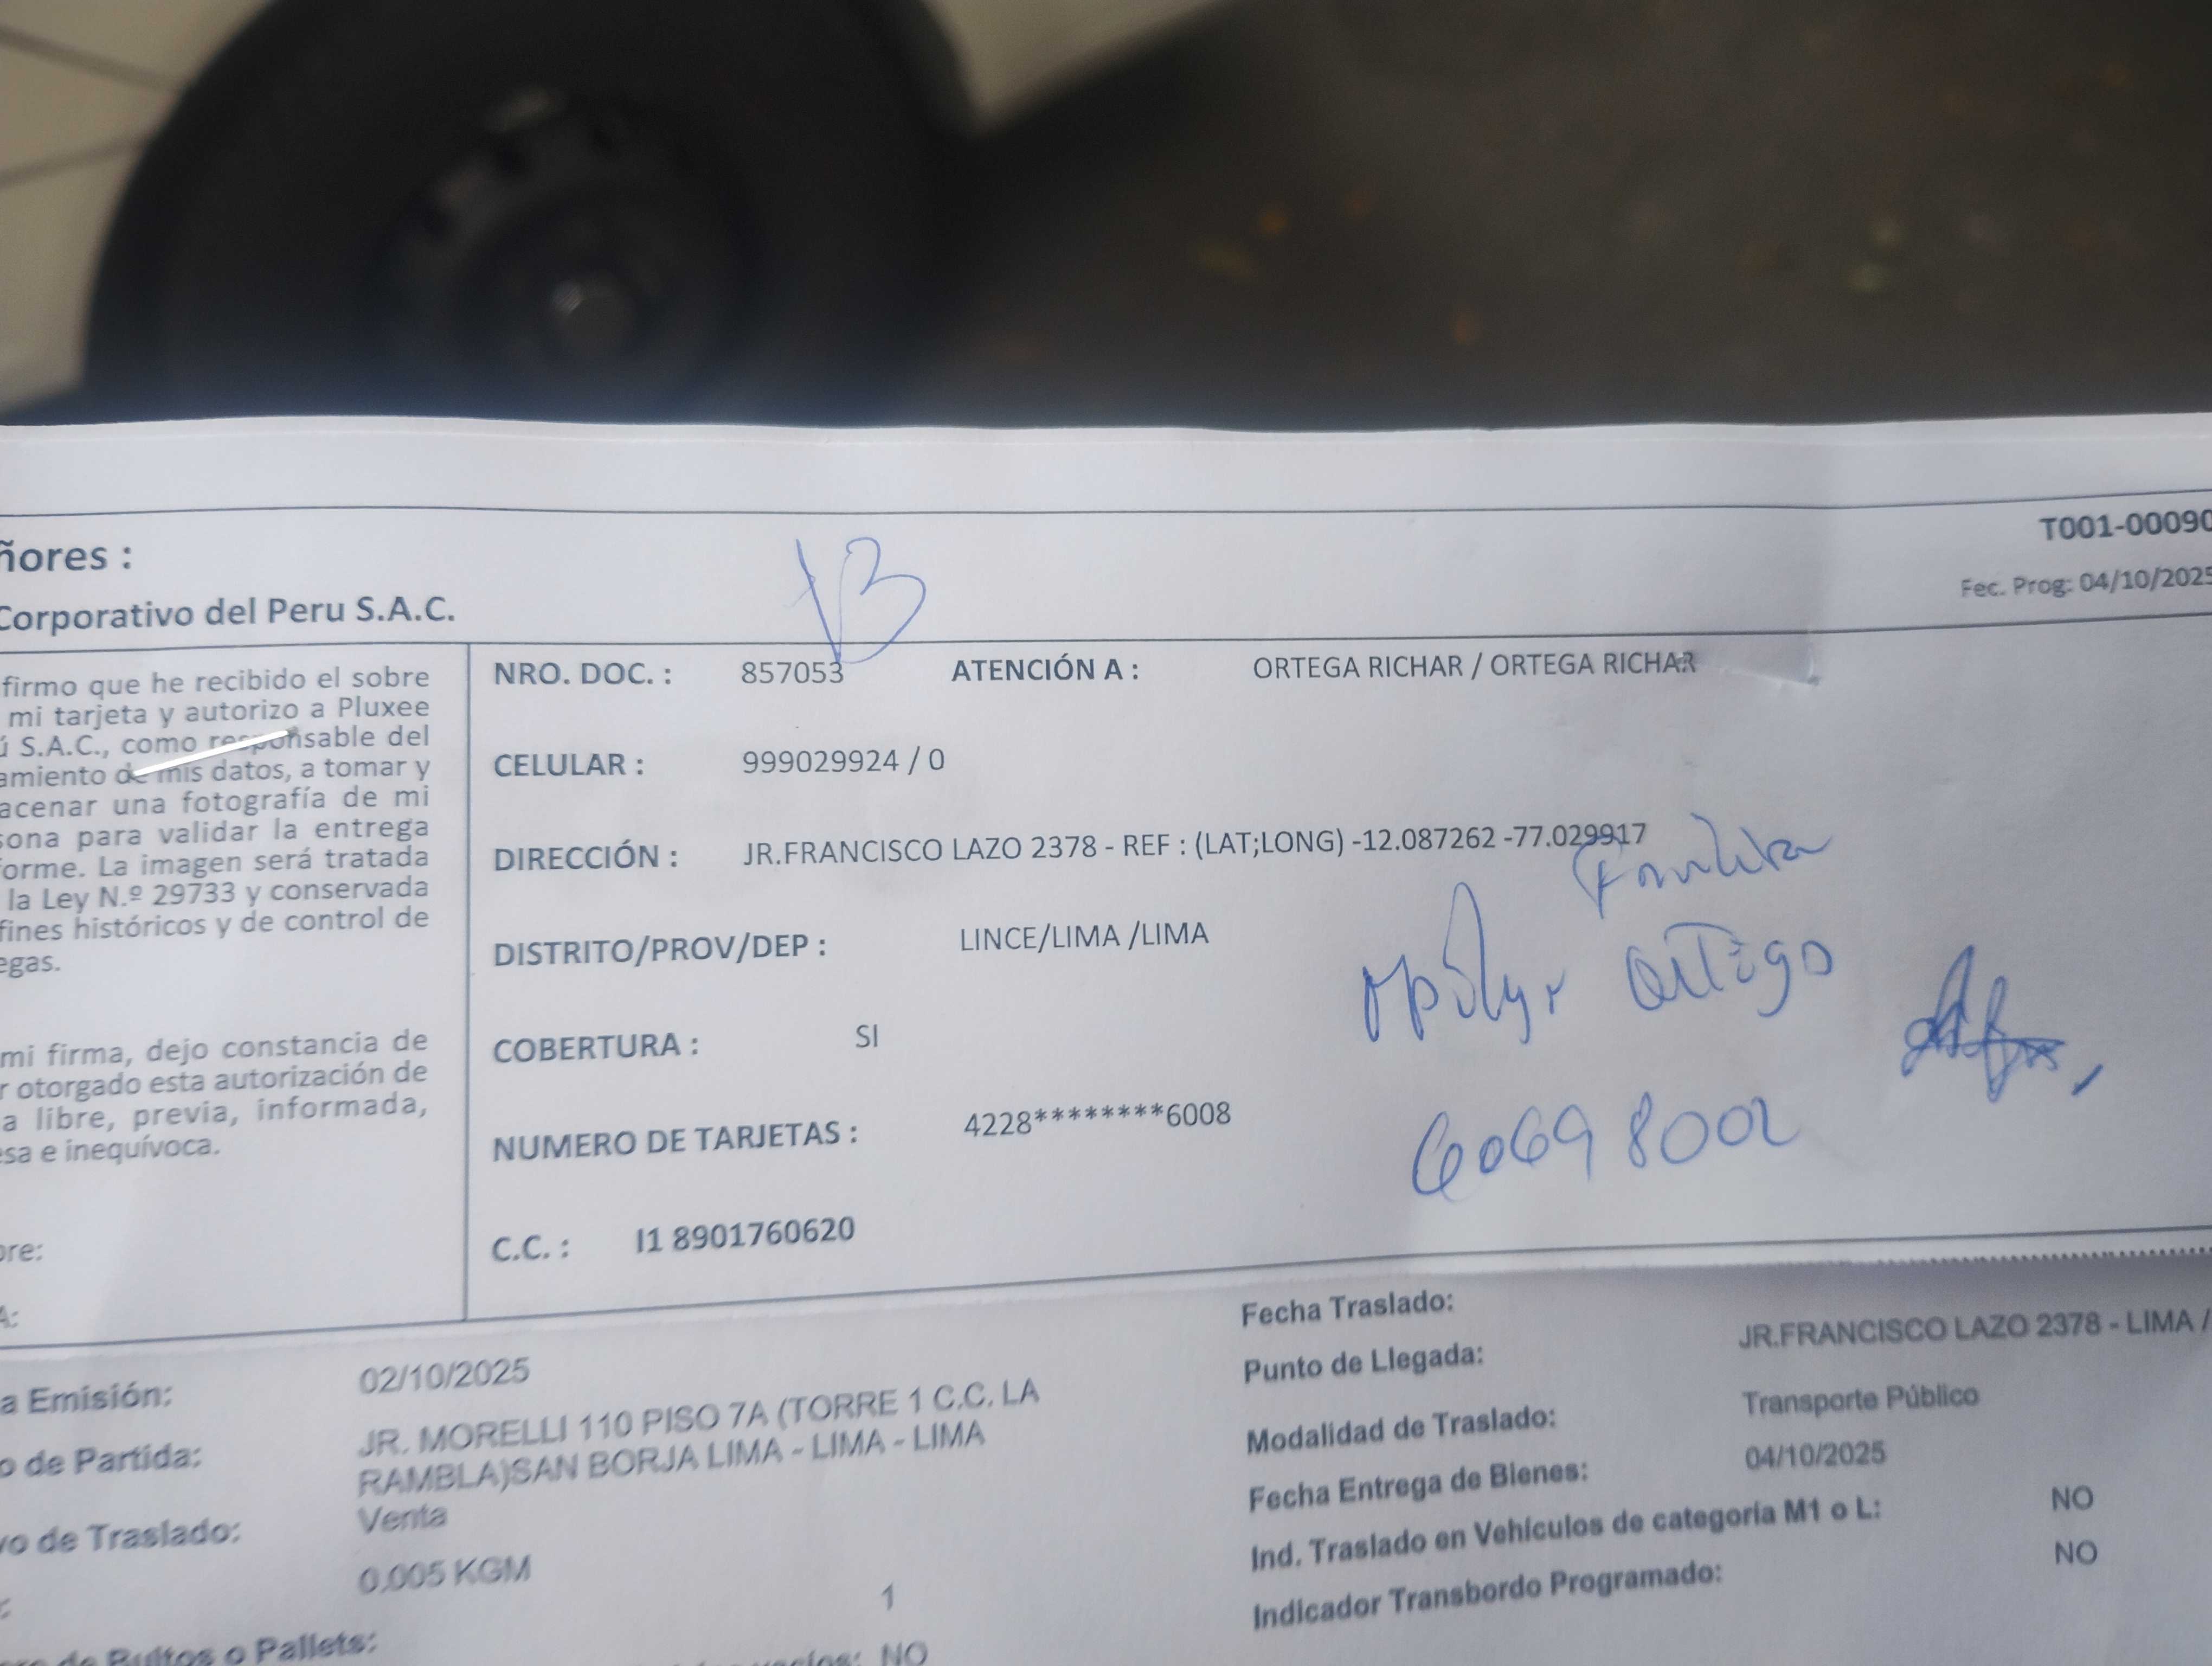 ñores :
Corporativo del Peru S.A.C.
T001-00090
Fec. Prog: 04/10/2025
firmo que he recibido el sobre
mi tarjeta y autorizo a Pluxee
ú S.A.C., como responsable del
amiento de mis datos, a tomar y
acenar una fotografía de mi
sona para validar la entrega
forme. La imagen será tratada
la Ley N.º 29733 y conservada
fines históricos y de control de
egas.
mi firma, dejo constancia de
r otorgado esta autorización de
a libre, previa, informada,
esa e inequívoca.
bre:
A:
NRO. DOC. : 857053 ATENCIÓN A : ORTEGA RICHAR / ORTEGA RICHAR
CELULAR : 999029924 / 0
DIRECCIÓN : JR.FRANCISCO LAZO 2378 - REF : (LAT;LONG) -12.087262 -77.029917
DISTRITO/PROV/DEP : LINCE/LIMA /LIMA
Ortega
COBERTURA : SI
NUMERO DE TARJETAS : 4228********6008
60698002
C.C. : I1 8901760620
a Emisión: 02/10/2025
o de Partida: JR. MORELLI 110 PISO 7A (TORRE 1 C.C. LA
RAMBLA)SAN BORJA LIMA - LIMA - LIMA
vo de Traslado: Venta
0.005 KGM
1
ro de Bultos o Pallets:
vacíos: NO
Fecha Traslado:
Punto de Llegada: JR.FRANCISCO LAZO 2378 - LIMA /
Modalidad de Traslado: Transporte Público
Fecha Entrega de Bienes: 04/10/2025
Ind. Traslado en Vehículos de categoría M1 o L: NO
Indicador Transbordo Programado: NO